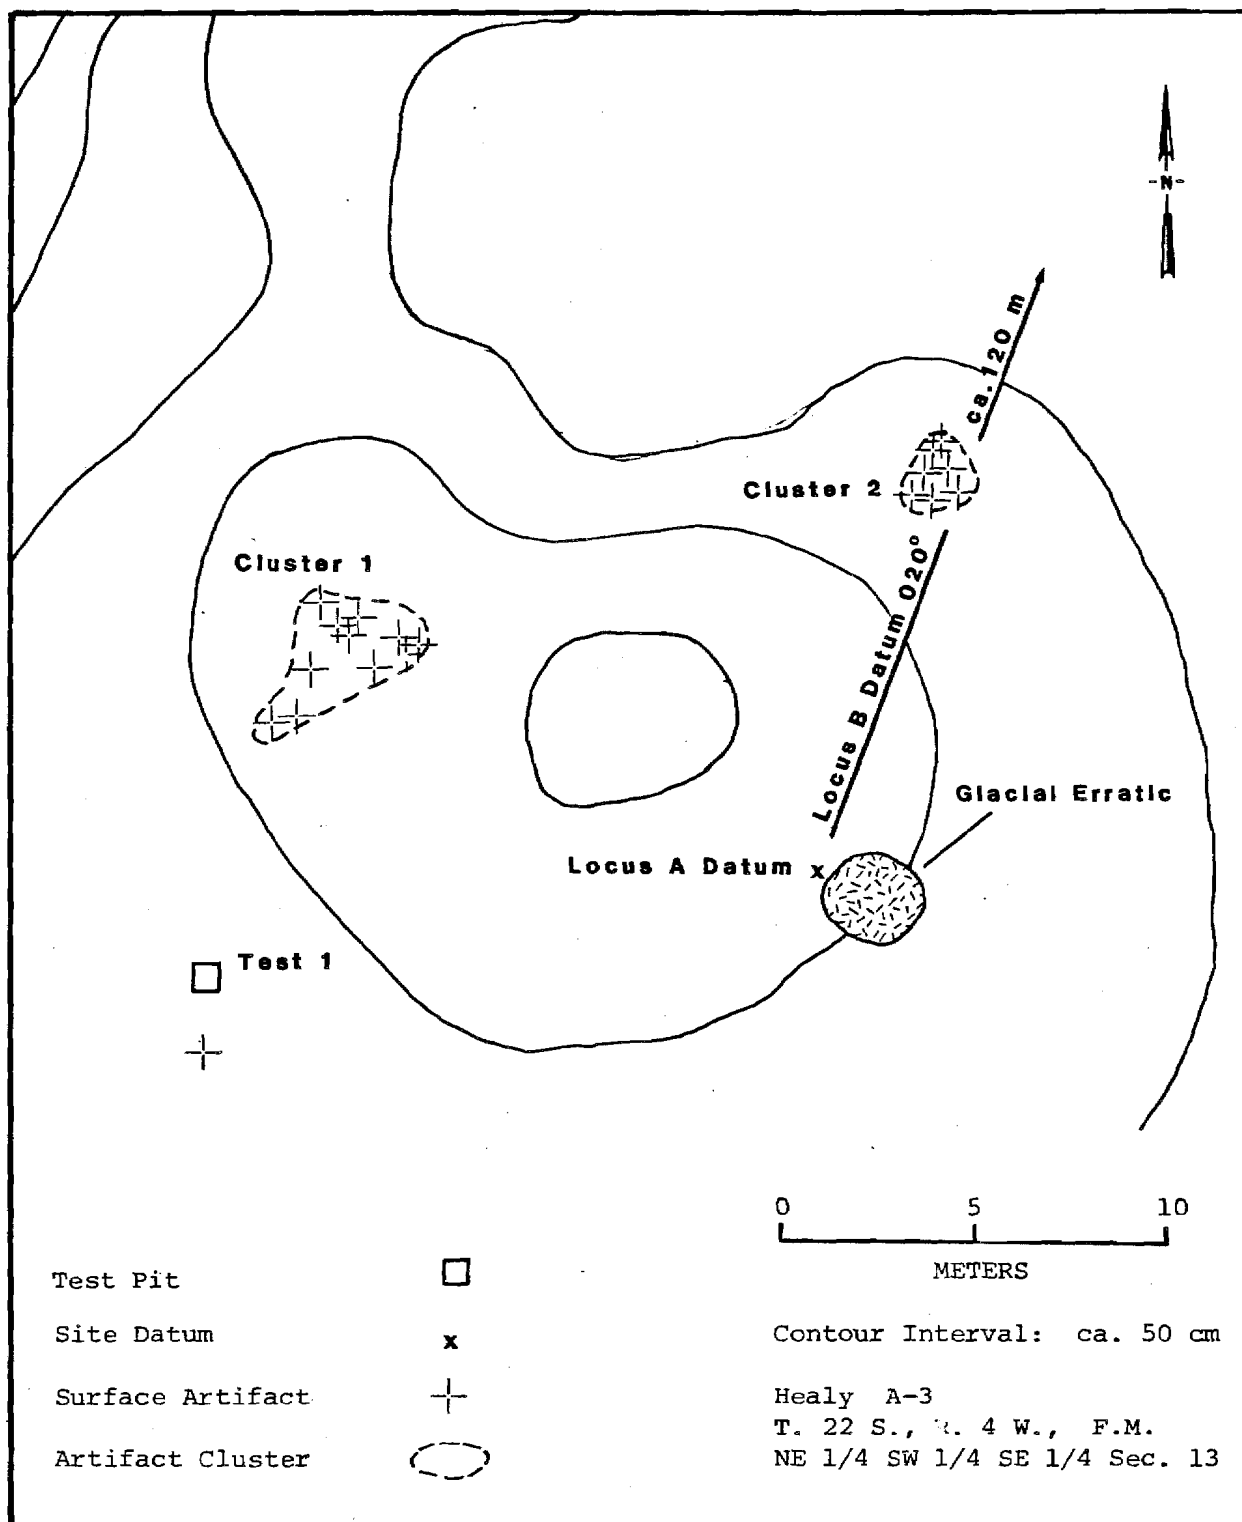 -N-
ca. 120 m
Cluster 2
Locus B Datum 020°
Cluster 1
Glacial Erratic
Locus A Datum x
Test 1
0 5 10
METERS
Test Pit
Site Datum x
Contour Interval: ca. 50 cm
Surface Artifact
Healy A-3
T. 22 S., 4 W., F.M.
Artifact Cluster
NE 1/4 SW 1/4 SE 1/4 Sec. 13